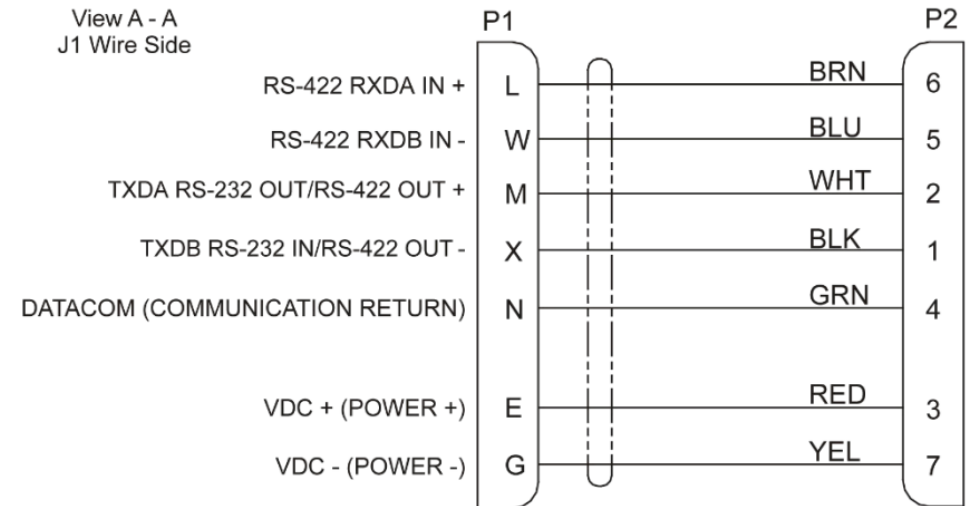 View A - A
J1 Wire Side
P1
P2
RS-422 RXDA IN + L BRN 6
RS-422 RXDB IN - W BLU 5
TXDA RS-232 OUT/RS-422 OUT + M WHT 2
TXDB RS-232 IN/RS-422 OUT - X BLK 1
DATACOM (COMMUNICATION RETURN) N GRN 4
VDC + (POWER +) E RED 3
VDC - (POWER -) G YEL 7